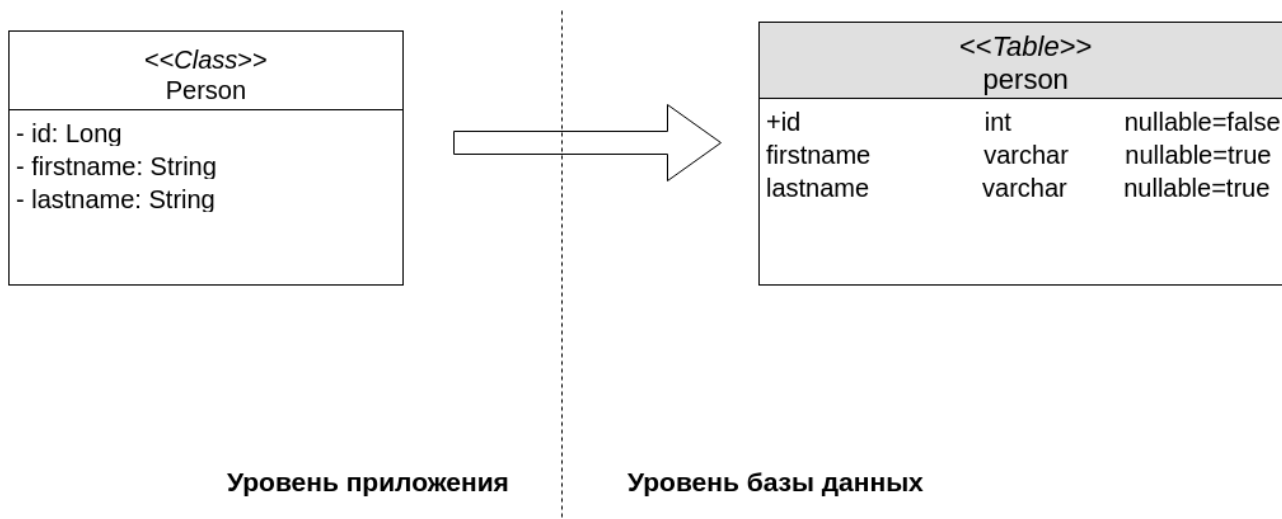 <<Class>>
Person
- id: Long
- firstname: String
- lastname: String
<<Table>>
person
+id int nullable=false
firstname varchar nullable=true
lastname varchar nullable=true
Уровень приложения
Уровень базы данных